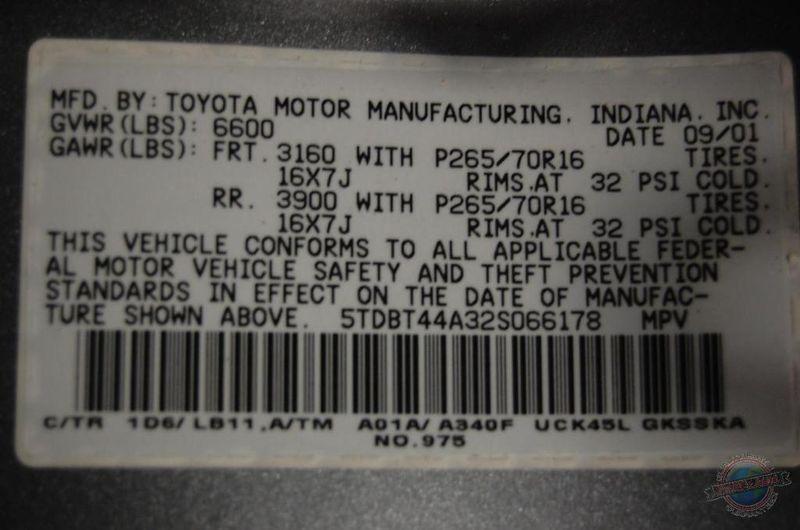 MFD. BY: TOYOTA MOTOR MANUFACTURING. INDIANA. INC.
GVWR(LBS): 6600 DATE 09/01
GAWR(LBS): FRT. 3160 WITH P265/70R16 TIRES.
16X7J RIMS.AT 32 PSI COLD.
RR. 3900 WITH P265/70R16 TIRES.
16X7J RIMS.AT 32 PSI COLD.
THIS VEHICLE CONFORMS TO ALL APPLICABLE FEDER-
AL MOTOR VEHICLE SAFETY AND THEFT PREVENTION
STANDARDS IN EFFECT ON THE DATE OF MANUFAC-
TURE SHOWN ABOVE. 5TDBT44A32S066178 MPV
C/TR 1D6/LB11,A/TM A01A/A340F UCK45L GKSSKA
NO.975